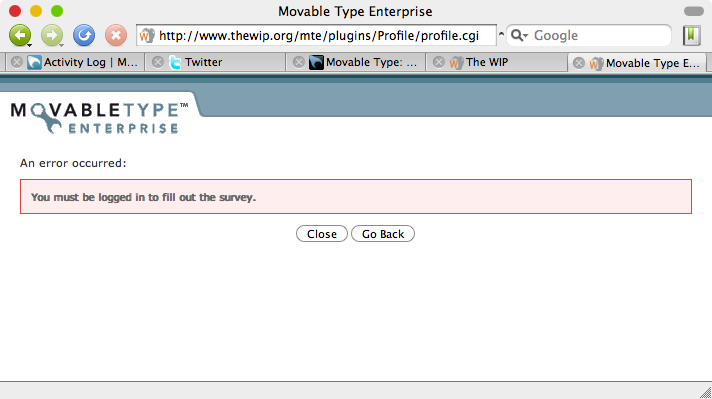 Movable Type Enterprise
http://www.thewip.org/mte/plugins/Profile/profile.cgi
Google
Activity Log | M...
Twitter
Movable Type: ...
The WIP
Movable Type E...
MOVABLETYPE™
ENTERPRISE
An error occurred:
You must be logged in to fill out the survey.
Close
Go Back